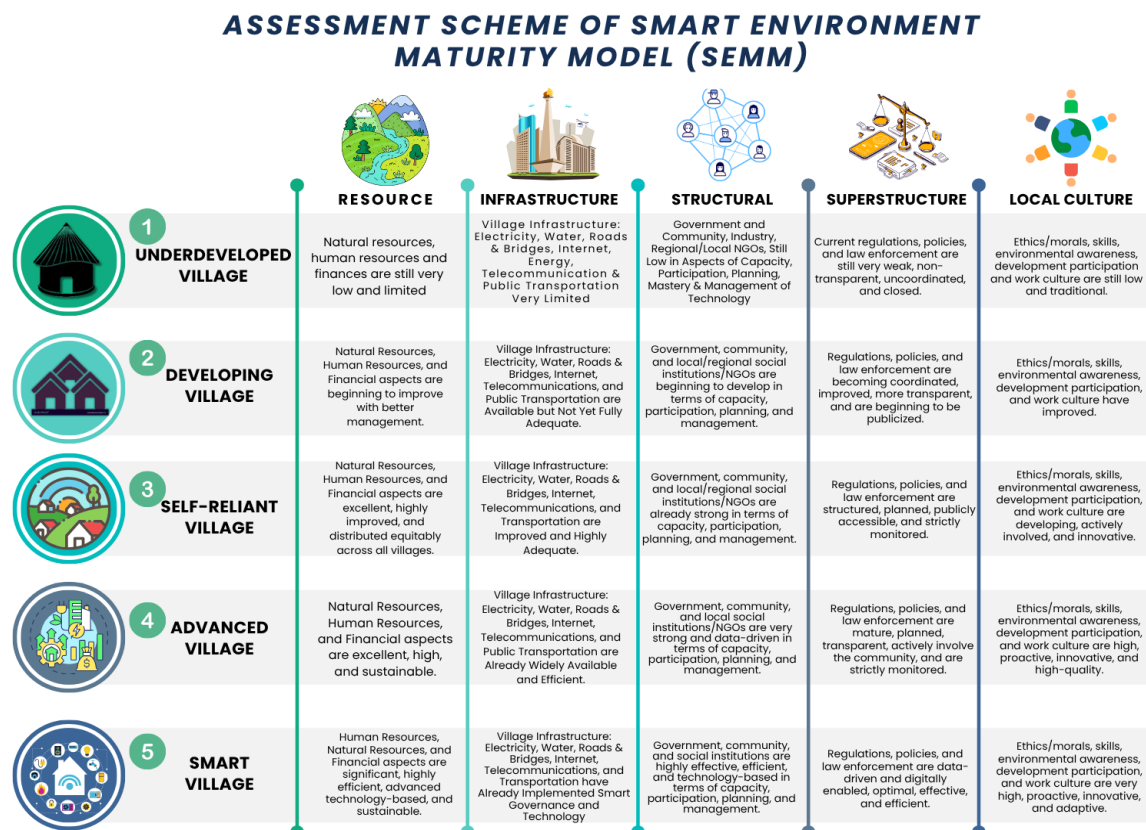 ASSESSMENT SCHEME OF SMART ENVIRONMENT
MATURITY MODEL (SEMM)
RESOURCE
INFRASTRUCTURE
STRUCTURAL
SUPERSTRUCTURE
LOCAL CULTURE
1
UNDERDEVELOPED
VILLAGE
Natural resources,
human resources and
finances are still very
low and limited
Village Infrastructure:
Electricity, Water, Roads
& Bridges, Internet,
Energy,
Telecommunication &
Public Transportation
Very Limited
Government and
Community, Industry,
Regional/Local NGOs, Still
Low in Aspects of Capacity,
Participation, Planning,
Mastery & Management of
Technology
Current regulations, policies,
and law enforcement are
still very weak, non-
transparent, uncoordinated,
and closed.
Ethics/morals, skills,
environmental awareness,
development participation
and work culture are still low
and traditional.
2
DEVELOPING
VILLAGE
Natural Resources,
Human Resources, and
Financial aspects are
beginning to improve
with better
management.
Village Infrastructure:
Electricity, Water, Roads &
Bridges, Internet,
Telecommunications, and
Public Transportation are
Available but Not Yet Fully
Adequate.
Government, community,
and local/regional social
institutions/NGOs are
beginning to develop in
terms of capacity,
participation, planning, and
management.
Regulations, policies, and
law enforcement are
becoming coordinated,
improved, more transparent,
and are beginning to be
publicized.
Ethics/morals, skills,
environmental awareness,
development participation,
and work culture have
improved.
3
SELF-RELIANT
VILLAGE
Natural Resources,
Human Resources, and
Financial aspects are
excellent, highly
improved, and
distributed equitably
across all villages.
Village Infrastructure:
Electricity, Water, Roads &
Bridges, Internet,
Telecommunications, and
Transportation are
Improved and Highly
Adequate.
Government, community,
and local/regional social
institutions/NGOs are
already strong in terms of
capacity, participation,
planning, and management.
Regulations, policies, and
law enforcement are
structured, planned, publicly
accessible, and strictly
monitored.
Ethics/morals, skills,
environmental awareness,
development participation,
and work culture are
developing, actively
involved, and innovative.
4
ADVANCED
VILLAGE
Natural Resources,
Human Resources,
and Financial aspects
are excellent, high,
and sustainable.
Village Infrastructure:
Electricity, Water, Roads &
Bridges, Internet,
Telecommunications, and
Public Transportation are
Already Widely Available
and Efficient.
Government, community,
and local social
institutions/NGOs are very
strong and data-driven in
terms of capacity,
participation, planning, and
management.
Regulations, policies, and
law enforcement are
mature, planned,
transparent, actively involve
the community, and are
strictly monitored.
Ethics/morals, skills,
environmental awareness,
development participation,
and work culture are high,
proactive, innovative, and
high-quality.
5
SMART
VILLAGE
Human Resources,
Natural Resources, and
Financial aspects are
significant, highly
efficient, advanced
technology-based, and
sustainable.
Village Infrastructure:
Electricity, Water, Roads &
Bridges, Internet,
Telecommunications, and
Transportation have
Already Implemented Smart
Governance and
Technology
Government, community,
and social institutions are
highly effective, efficient,
and technology-based in
terms of capacity,
participation, planning, and
management.
Regulations, policies, and
law enforcement are data-
driven and digitally
enabled, optimal, effective,
and efficient.
Ethics/morals, skills,
environmental awareness,
development participation,
and work culture are very
high, proactive, innovative,
and adaptive.